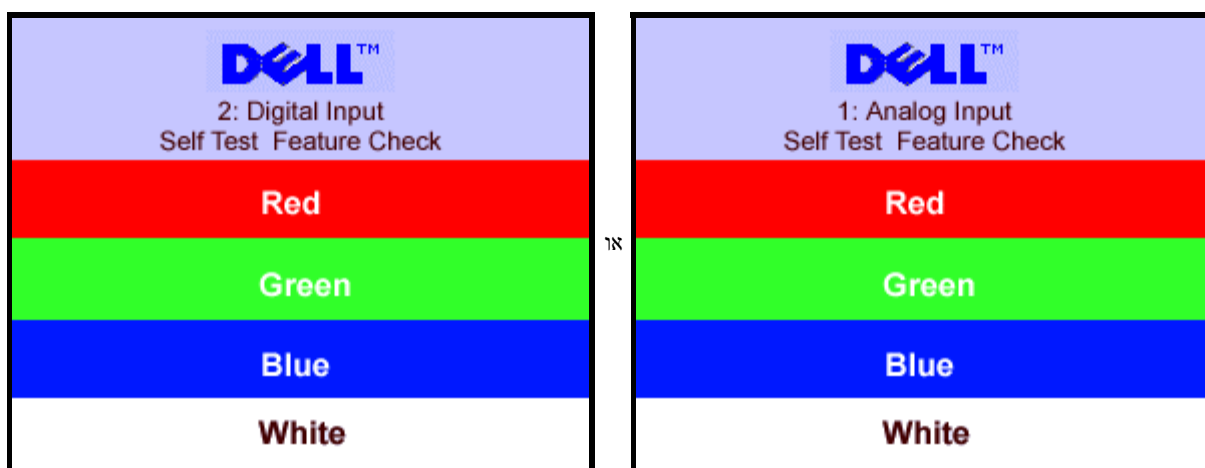 DELL™
1: Analog Input
Self Test Feature Check
Red
Green
Blue
White
או
DELL™
2: Digital Input
Self Test Feature Check
Red
Green
Blue
White